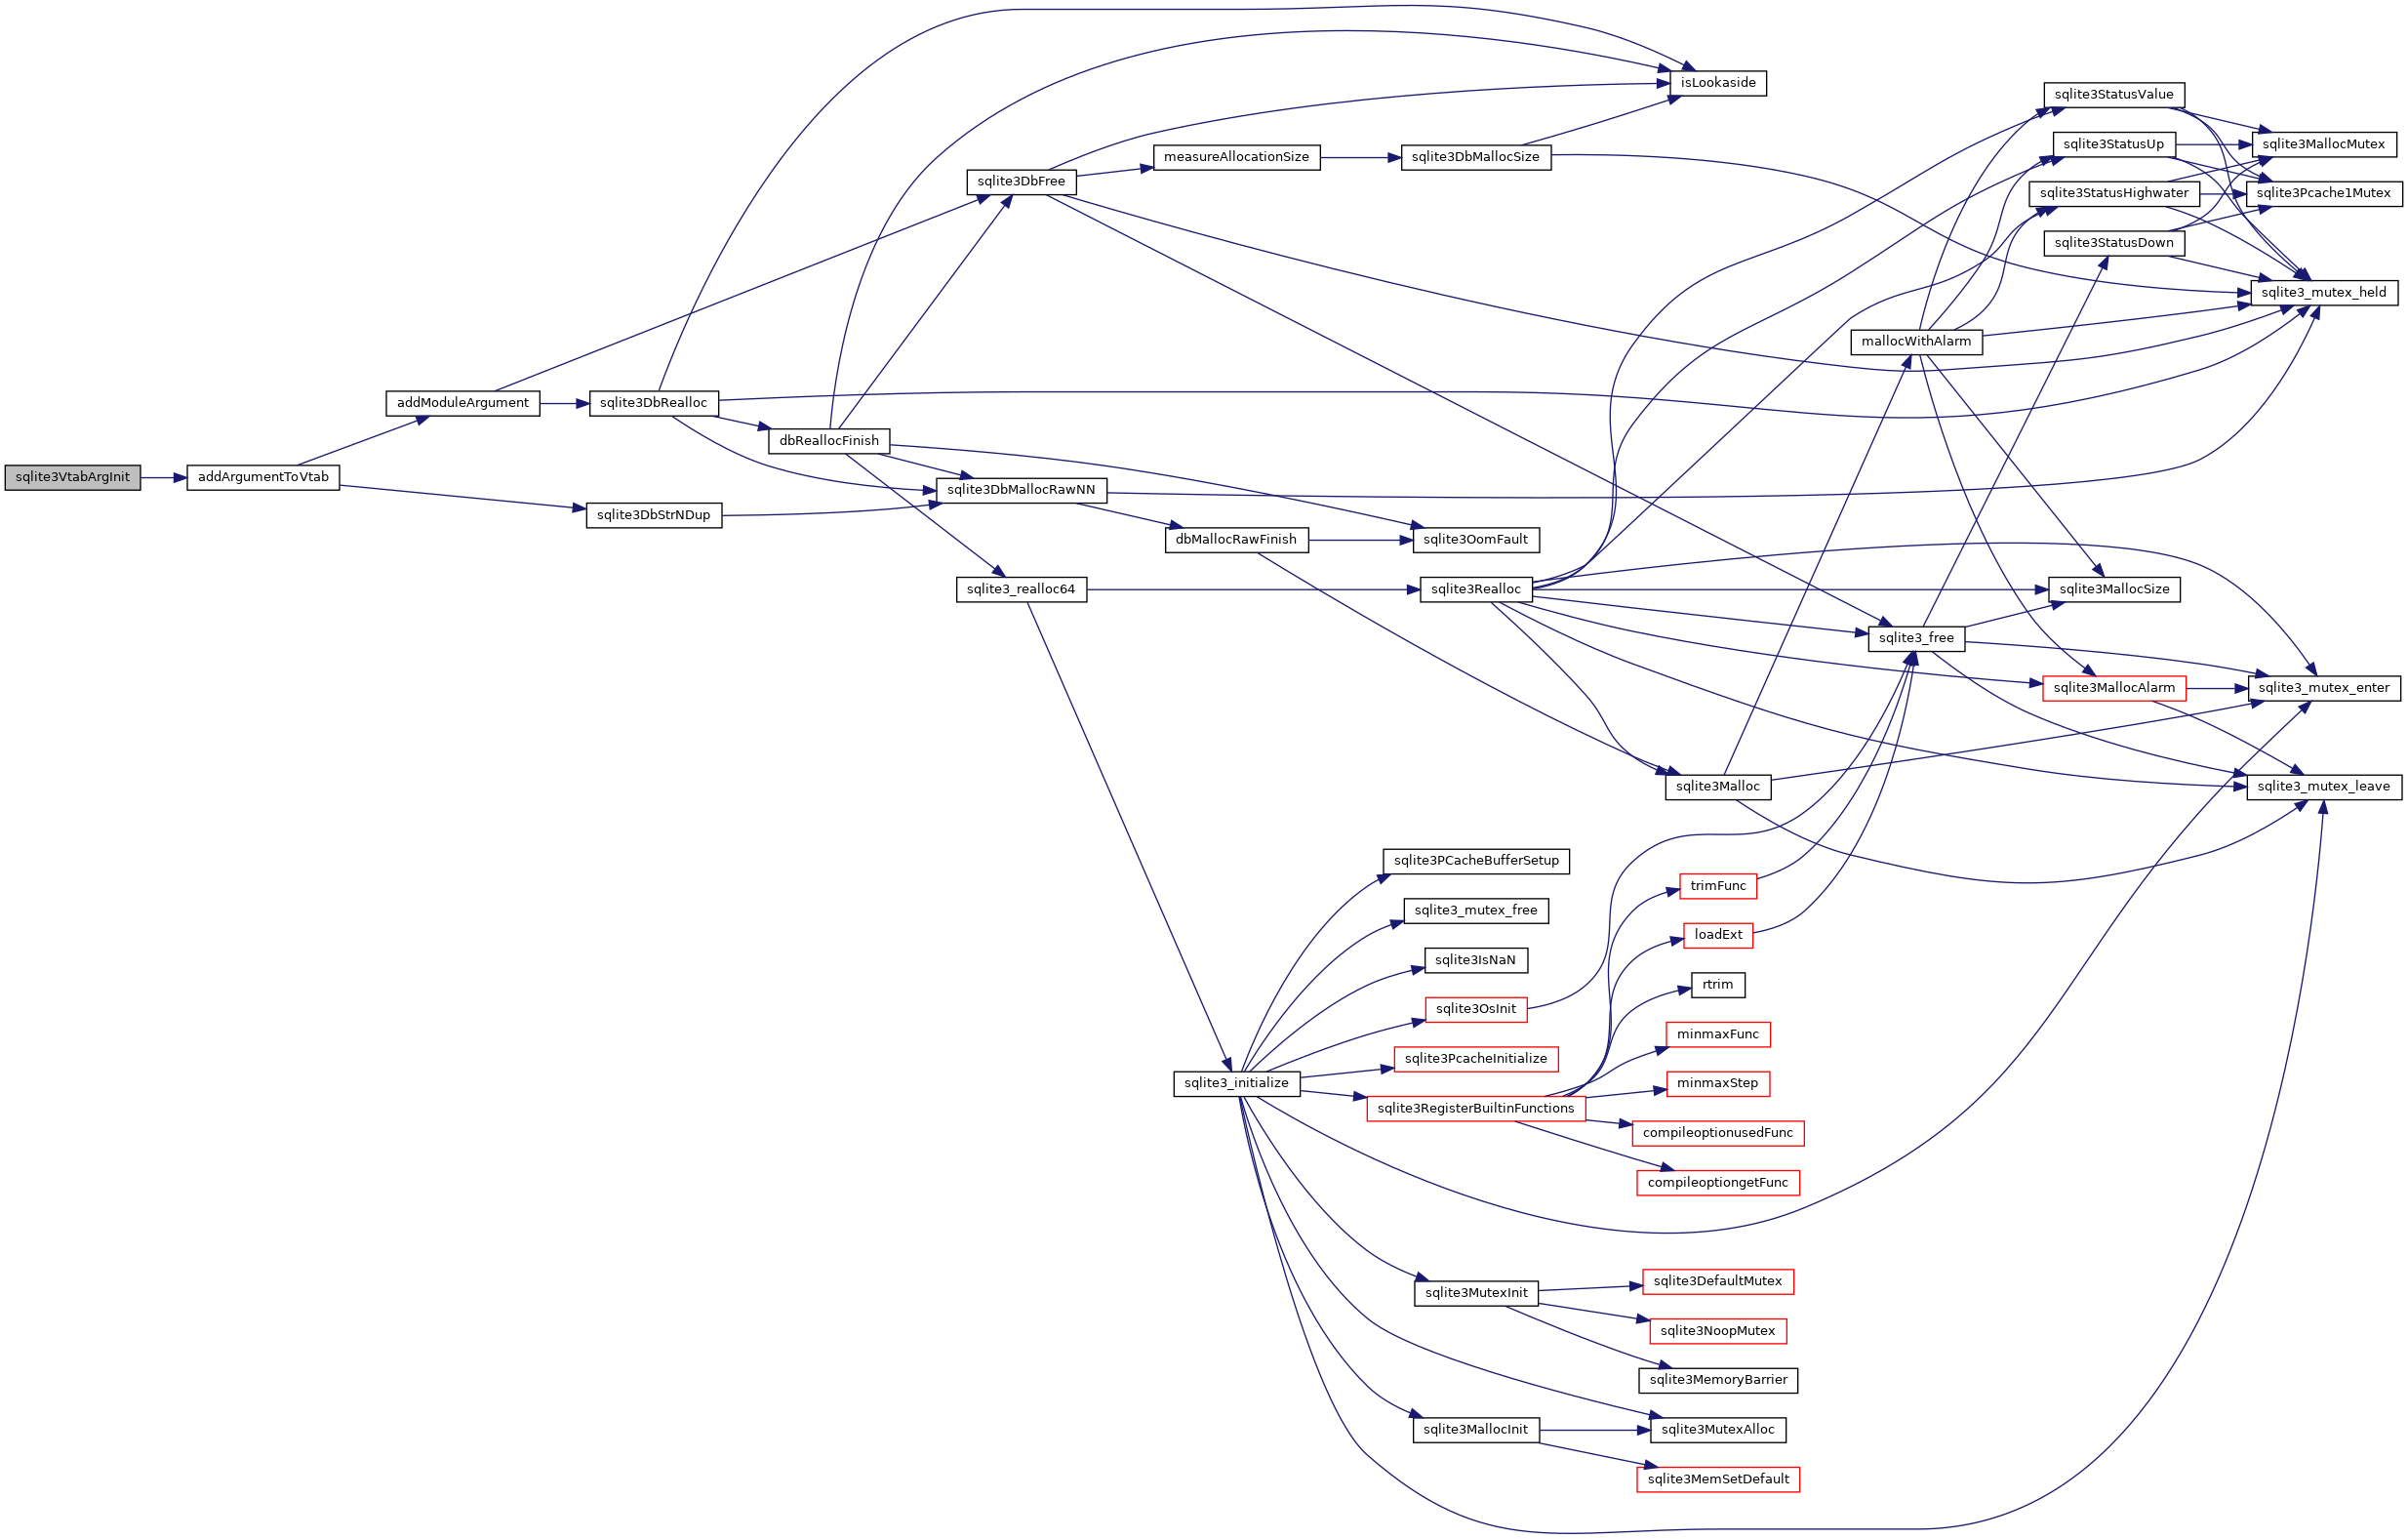 sqlite3VtabArgInit
addArgumentToVtab
addModuleArgument
sqlite3DbStrNDup
sqlite3DbRealloc
dbReallocFinish
sqlite3DbFree
sqlite3DbMallocRawNN
sqlite3_realloc64
measureAllocationSize
dbMallocRawFinish
sqlite3_initialize
sqlite3DbMallocSize
sqlite3OomFault
sqlite3Realloc
sqlite3PCacheBufferSetup
sqlite3_mutex_free
sqlite3IsNaN
sqlite3OsInit
sqlite3PcacheInitialize
sqlite3RegisterBuiltinFunctions
sqlite3MutexInit
sqlite3MallocInit
isLookaside
sqlite3Malloc
trimFunc
loadExt
rtrim
minmaxFunc
minmaxStep
compileoptionusedFunc
compileoptiongetFunc
sqlite3DefaultMutex
sqlite3NoopMutex
sqlite3MemoryBarrier
sqlite3MutexAlloc
sqlite3MemSetDefault
mallocWithAlarm
sqlite3_free
sqlite3StatusValue
sqlite3StatusUp
sqlite3StatusHighwater
sqlite3StatusDown
sqlite3MallocSize
sqlite3MallocAlarm
sqlite3MallocMutex
sqlite3Pcache1Mutex
sqlite3_mutex_held
sqlite3_mutex_enter
sqlite3_mutex_leave